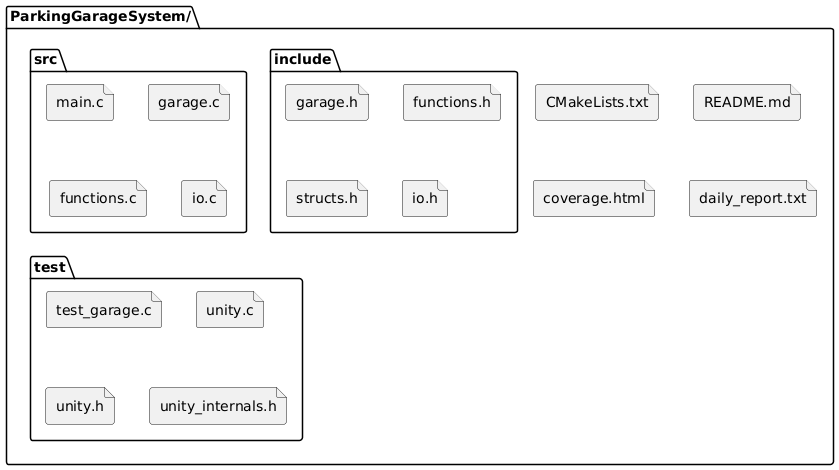 ParkingGarageSystem/
src
main.c
garage.c
functions.c
io.c
include
garage.h
functions.h
structs.h
io.h
CMakeLists.txt
README.md
coverage.html
daily_report.txt
test
test_garage.c
unity.c
unity.h
unity_internals.h